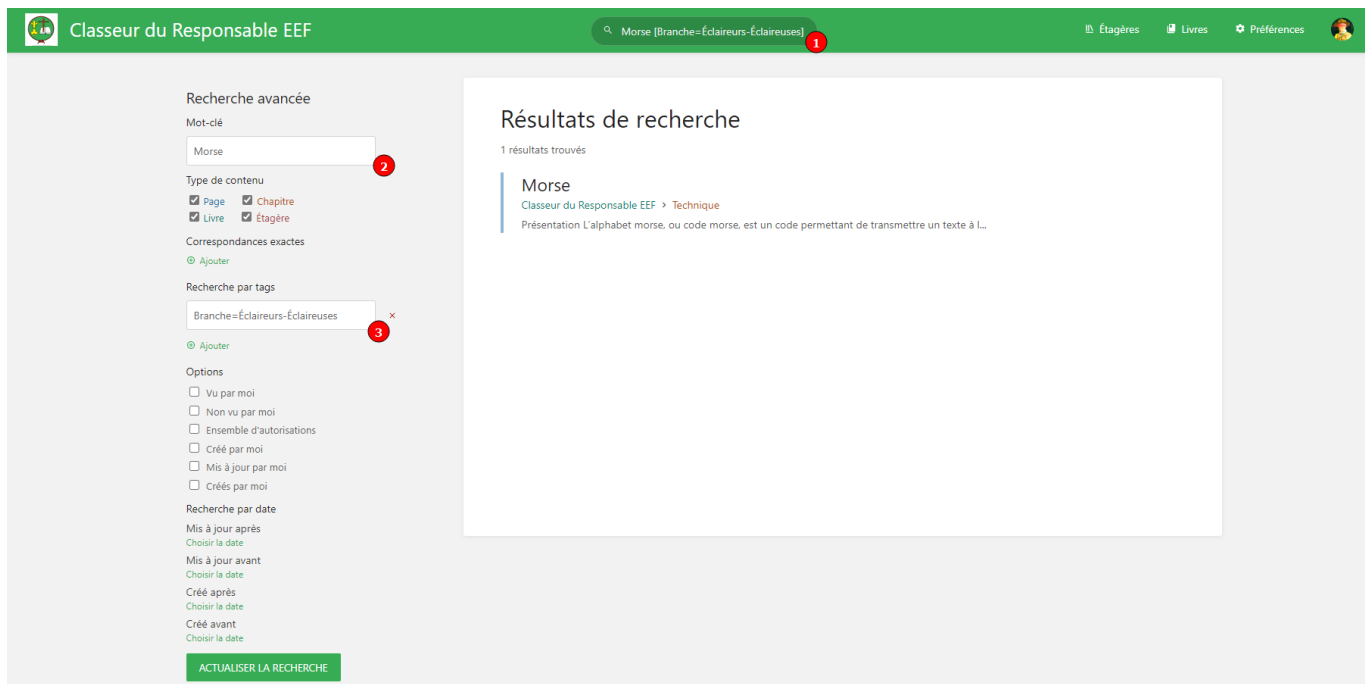 Classeur du Responsable EEF
Morse [Branche=Éclaireurs-Éclaireuses]
1
Étagères
Livres
Préférences
Recherche avancée
Mot-clé
Morse
2
Type de contenu
Page Chapitre
Livre Étagère
Correspondances exactes
Ajouter
Recherche par tags
Branche=Éclaireurs-Éclaireuses ×
3
Ajouter
Options
Vu par moi
Non vu par moi
Ensemble d'autorisations
Créé par moi
Mis à jour par moi
Créés par moi
Recherche par date
Mis à jour après
Choisir la date
Mis à jour avant
Choisir la date
Créé après
Choisir la date
Créé avant
Choisir la date
ACTUALISER LA RECHERCHE
Résultats de recherche
1 résultats trouvés
Morse
Classeur du Responsable EEF > Technique
Présentation L'alphabet morse, ou code morse, est un code permettant de transmettre un texte à l...